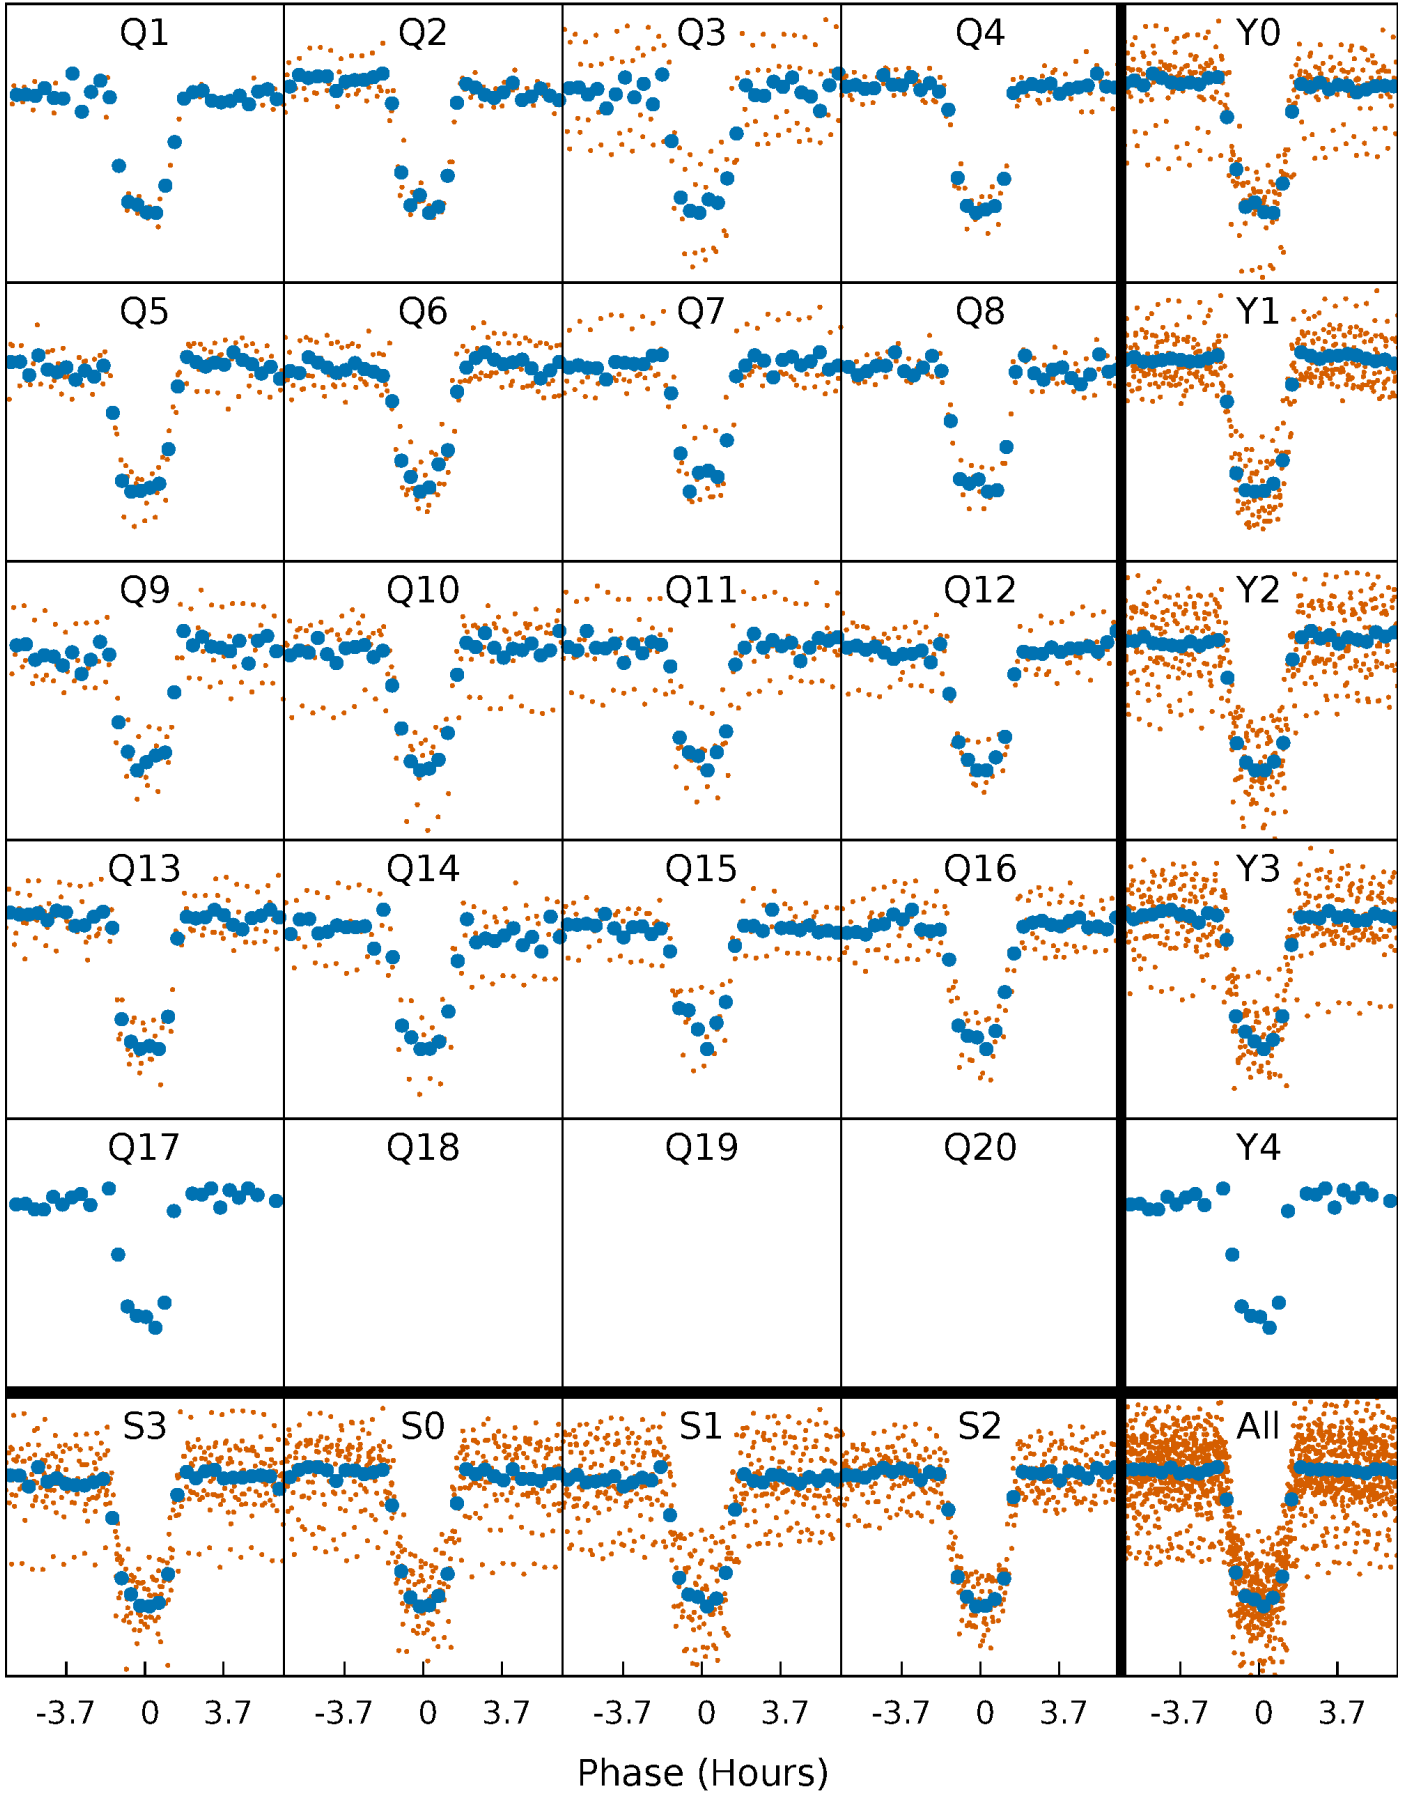 Q1 Q2 Q3 Q4 Y0
Q5 Q6 Q7 Q8 Y1
Q9 Q10 Q11 Q12 Y2
Q13 Q14 Q15 Q16 Y3
Q17 Q18 Q19 Q20 Y4
S3 S0 S1 S2 All
-3.7 0 3.7 -3.7 0 3.7 -3.7 0 3.7 -3.7 0 3.7 -3.7 0 3.7
Phase (Hours)